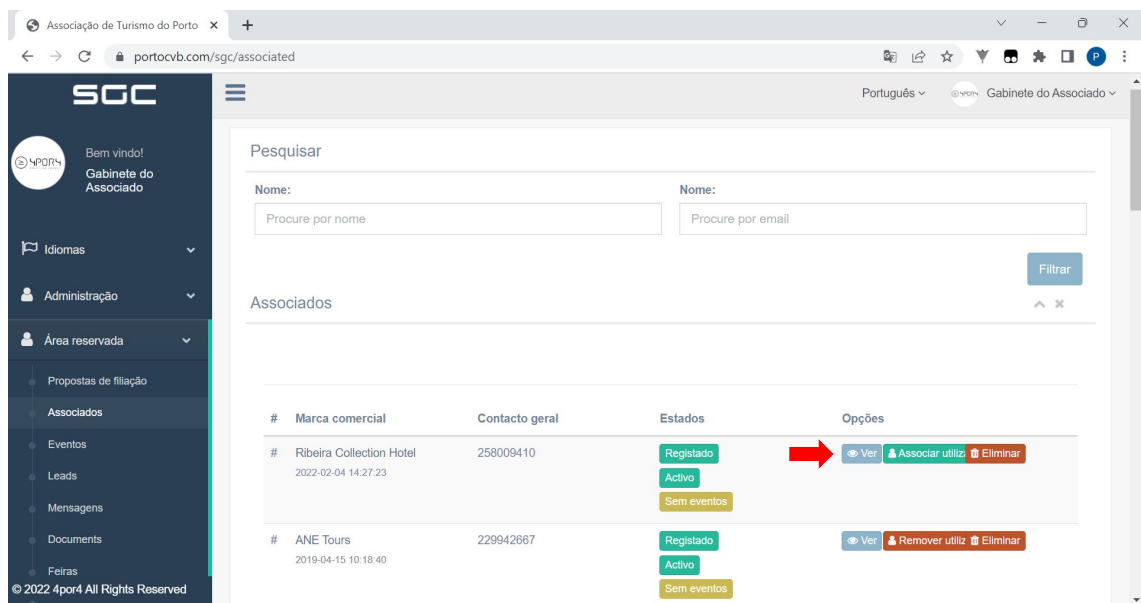 Associação de Turismo do Porto
portocvb.com/sgc/associated
P
SGC
Português
4PORY
Gabinete do Associado
4PORY
Bem vindo!
Gabinete do
Associado
Idiomas
Administração
Área reservada
Propostas de filiação
Associados
Eventos
Leads
Mensagens
Documents
Feiras
© 2022 4por4 All Rights Reserved
Pesquisar
Nome:
Nome:
Procure por nome
Procure por email
Filtrar
Associados
# Marca comercial Contacto geral Estados Opções
# Ribeira Collection Hotel 258009410 Registado Ver Associar utiliz Eliminar
2022-02-04 14:27:23 Activo
Sem eventos
# ANE Tours 229942667 Registado Ver Remover utiliz Eliminar
2019-04-15 10:18:40 Activo
Sem eventos